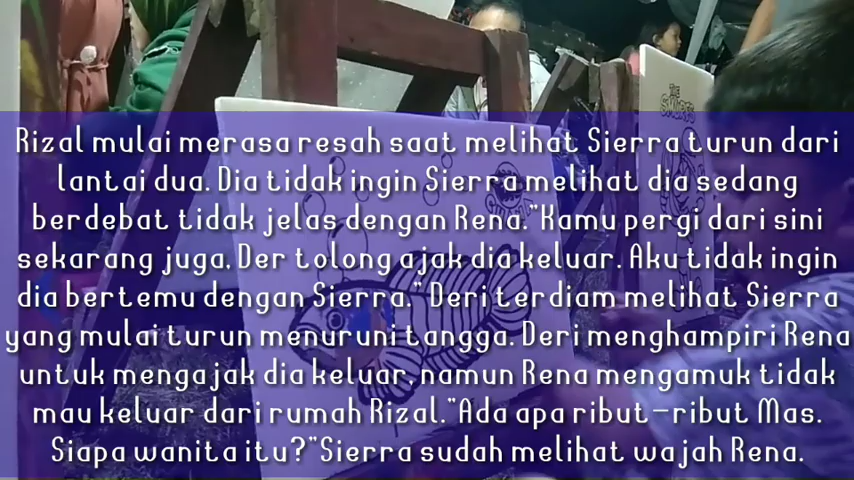 THE
SMURFS
Rizal mulai merasa resah saat melihat Sierra turun dari
lantai dua. Dia tidak ingin Sierra melihat dia sedang
berdebat tidak jelas dengan Rena."Kamu pergi dari sini
sekarang juga, Der tolong ajak dia keluar. Aku tidak ingin
dia bertemu dengan Sierra." Deri terdiam melihat Sierra
yang mulai turun menuruni tangga. Deri menghampiri Rena
untuk mengajak dia keluar, namun Rena mengamuk tidak
mau keluar dari rumah Rizal."Ada apa ribut-ribut Mas.
Siapa wanita itu?"Sierra sudah melihat wajah Rena.